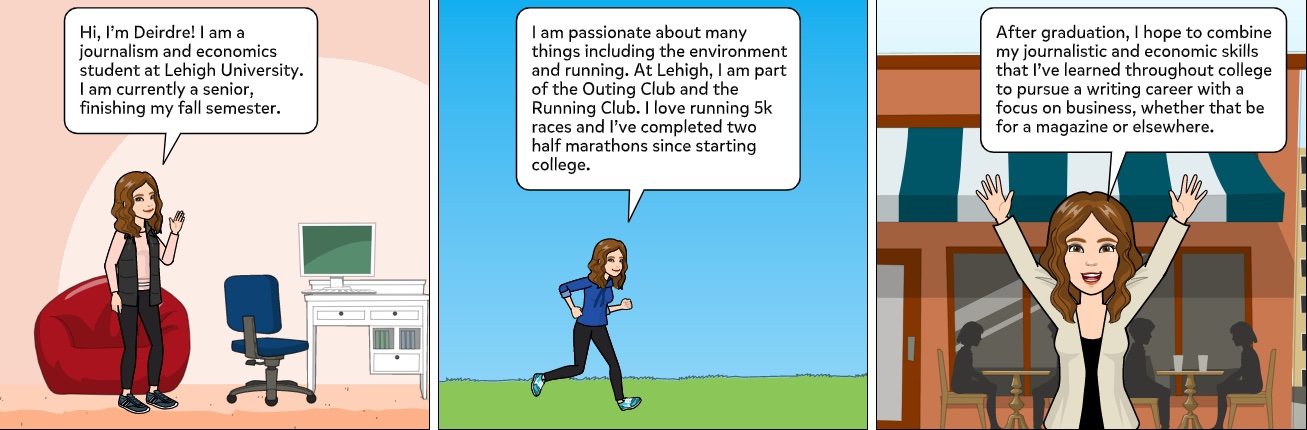 Hi, I'm Deirdre! I am a
journalism and economics
student at Lehigh University.
I am currently a senior,
finishing my fall semester.
I am passionate about many
things including the environment
and running. At Lehigh, I am part
of the Outing Club and the
Running Club. I love running 5k
races and I've completed two
half marathons since starting
college.
After graduation, I hope to combine
my journalistic and economic skills
that I've learned throughout college
to pursue a writing career with a
focus on business, whether that be
for a magazine or elsewhere.